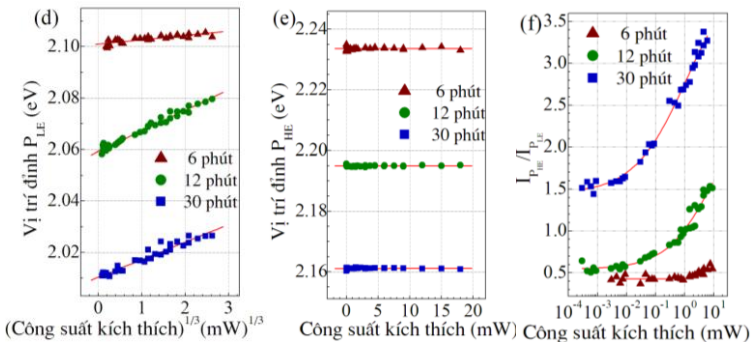 (d)
Vị trí đỉnh P_LE (eV)
2.10
2.08
2.06
2.04
2.02
6 phút
12 phút
30 phút
0 1 2 3
(Công suất kích thích)^1/3 (mW)^1/3
(e)
Vị trí đỉnh P_HE (eV)
2.24
2.22
2.20
2.18
2.16
6 phút
12 phút
30 phút
0 5 10 15 20
Công suất kích thích (mW)
(f)
I_P_HE/I_P_LE
3.5
3.0
2.5
2.0
1.5
1.0
0.5
0.0
6 phút
12 phút
30 phút
10^-4 10^-3 10^-2 10^-1 10^0 10^1
Công suất kích thích (mW)